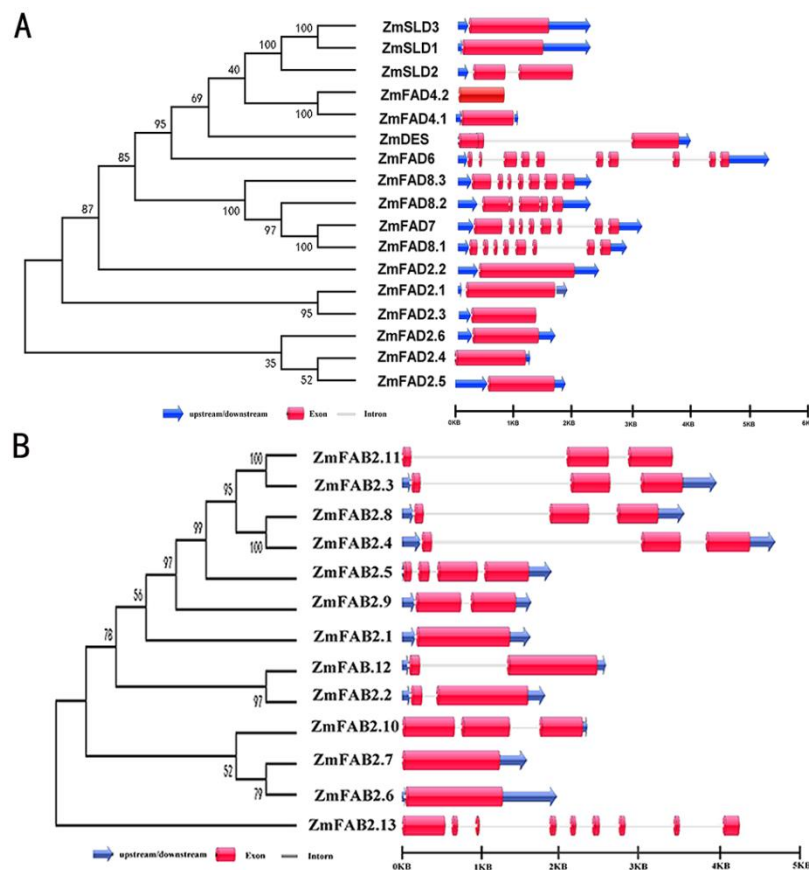 A
100
ZmSLD3
100
ZmSLD1
40
ZmSLD2
69
ZmFAD4.2
100
ZmFAD4.1
95
ZmDES
85
ZmFAD6
ZmFAD8.3
87
100
ZmFAD8.2
97
ZmFAD7
100
ZmFAD8.1
ZmFAD2.2
ZmFAD2.1
95
ZmFAD2.3
ZmFAD2.6
35
ZmFAD2.4
52
ZmFAD2.5
upstream/downstream Exon Intron
0KB 1KB 2KB 3KB 4KB 5KB 6K
B
100
ZmFAB2.11
95
ZmFAB2.3
99
ZmFAB2.8
100
ZmFAB2.4
97
ZmFAB2.5
56
ZmFAB2.9
78
ZmFAB2.1
ZmFAB.12
97
ZmFAB2.2
ZmFAB2.10
52
ZmFAB2.7
79
ZmFAB2.6
ZmFAB2.13
upstream/downstream Exon Intern
0KB 1KB 2KB 3KB 4KB 5KB